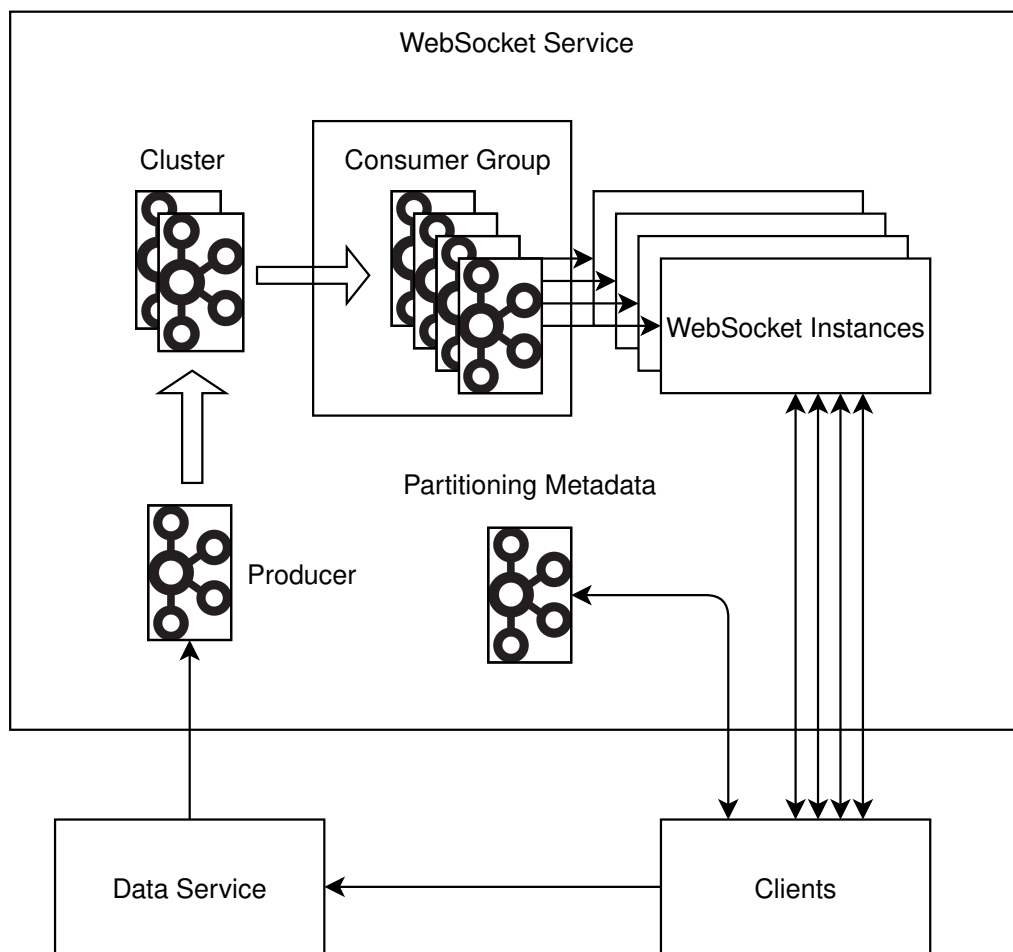 WebSocket Service
Cluster
Consumer Group
WebSocket Instances
Partitioning Metadata
Producer
Data Service
Clients